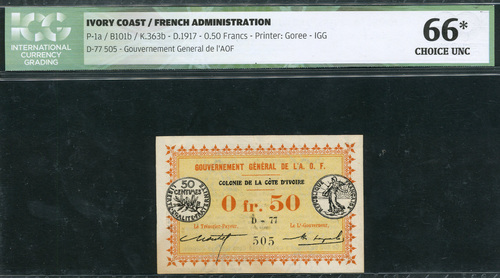 ICG
INTERNATIONAL
CURRENCY
GRADING
IVORY COAST / FRENCH ADMINISTRATION
P-1a / B101b / K.363b - D.1917 - 0.50 Francs - Printer: Goree - IGG
D-77 505 - Gouvernement General de l'AOF
66*
CHOICE UNC
GOUVERNEMENT GÉNÉRAL DE L'A. O. F.
COLONIE DE LA CÔTE D'IVOIRE
50
CENTIMES
0 fr. 50
D - 77
Le Trésorier-Payeur,
Le Lt-Gouverneur,
505